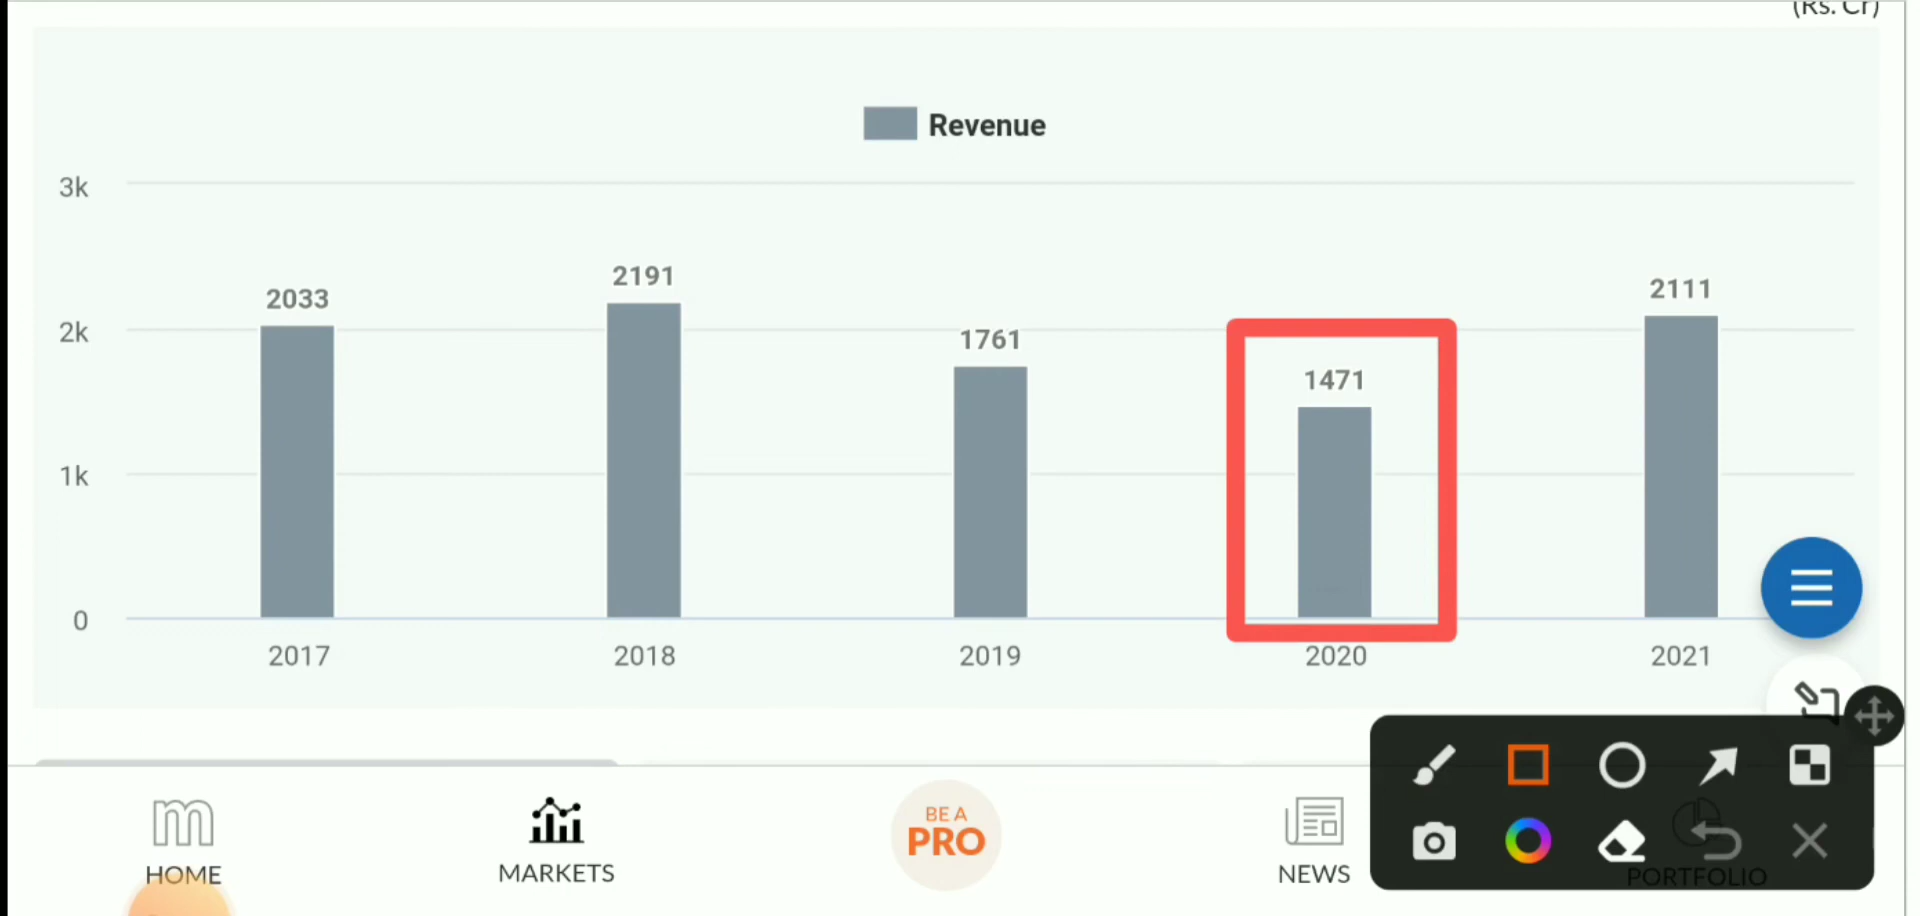 (Rs. Cr)
Revenue
3k
2k
1k
0
2033
2191
1761
1471
2111
2017
2018
2019
2020
2021
HOME
MARKETS
BE A
PRO
NEWS
PORTFOLIO